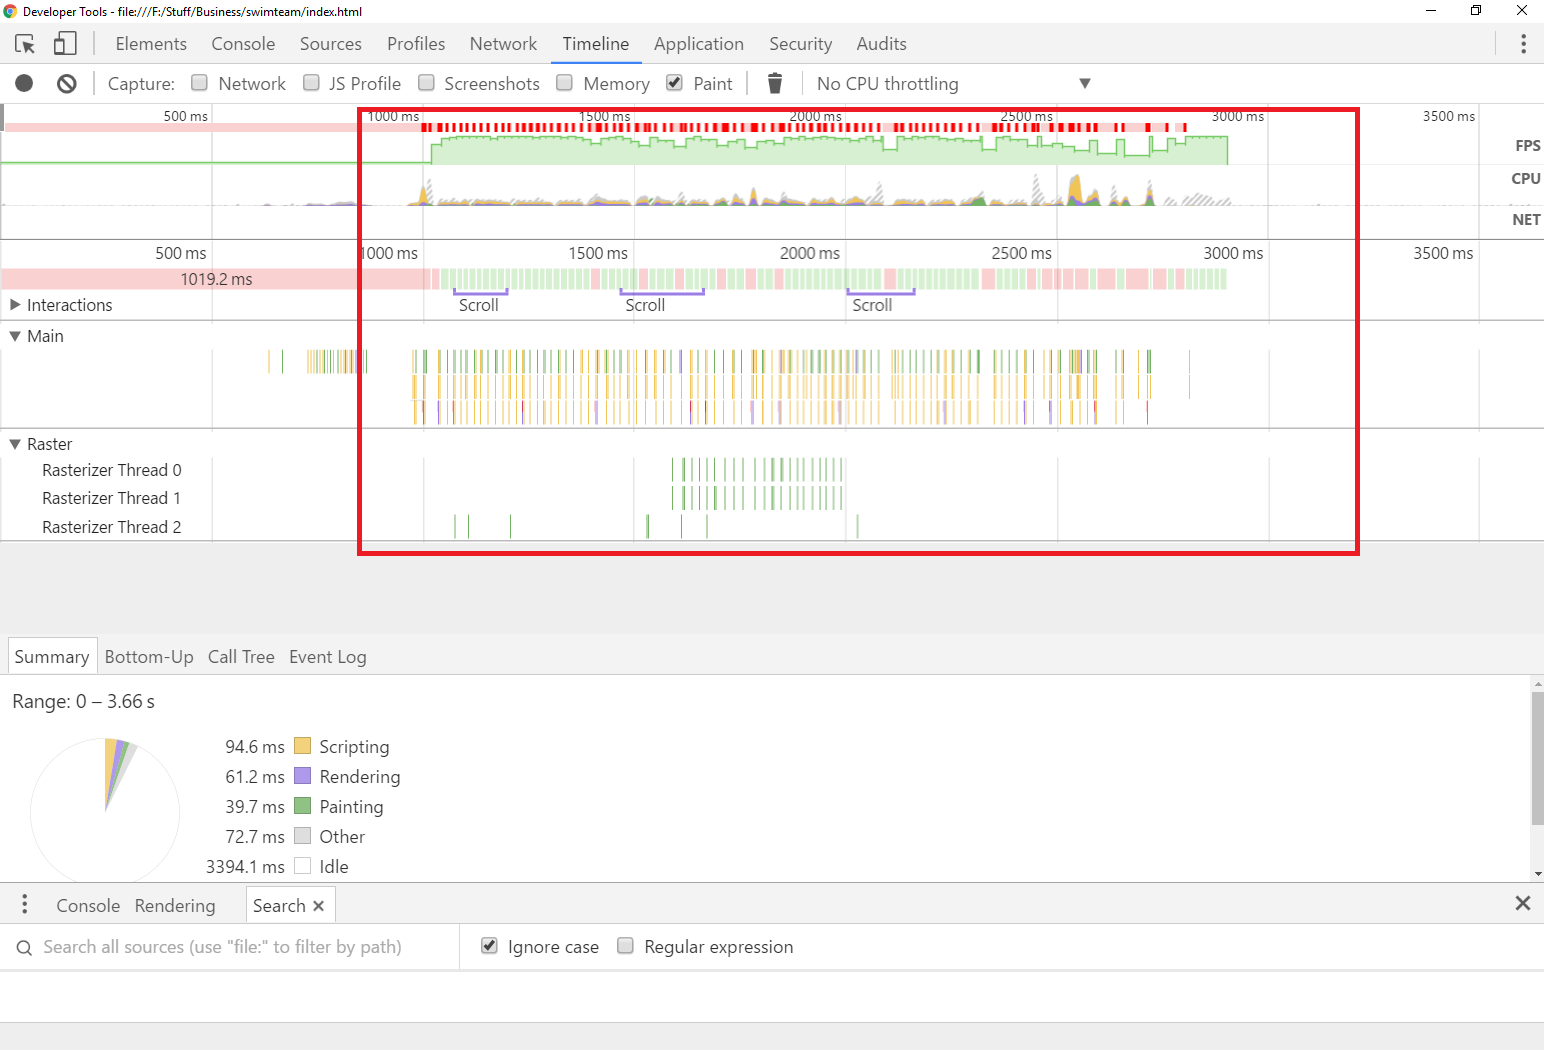 Developer Tools - file:///F:/Stuff/Business/swimteam/index.html
Elements Console Sources Profiles Network Timeline Application Security Audits
Capture: Network JS Profile Screenshots Memory Paint No CPU throttling
500 ms 1000 ms 1500 ms 2000 ms 2500 ms 3000 ms 3500 ms
FPS
CPU
NET
500 ms 1000 ms 1500 ms 2000 ms 2500 ms 3000 ms 3500 ms
1019.2 ms
Interactions Scroll Scroll Scroll
Main
Raster
Rasterizer Thread 0
Rasterizer Thread 1
Rasterizer Thread 2
Summary Bottom-Up Call Tree Event Log
Range: 0 – 3.66 s
94.6 ms Scripting
61.2 ms Rendering
39.7 ms Painting
72.7 ms Other
3394.1 ms Idle
Console Rendering Search
Search all sources (use "file:" to filter by path) Ignore case Regular expression